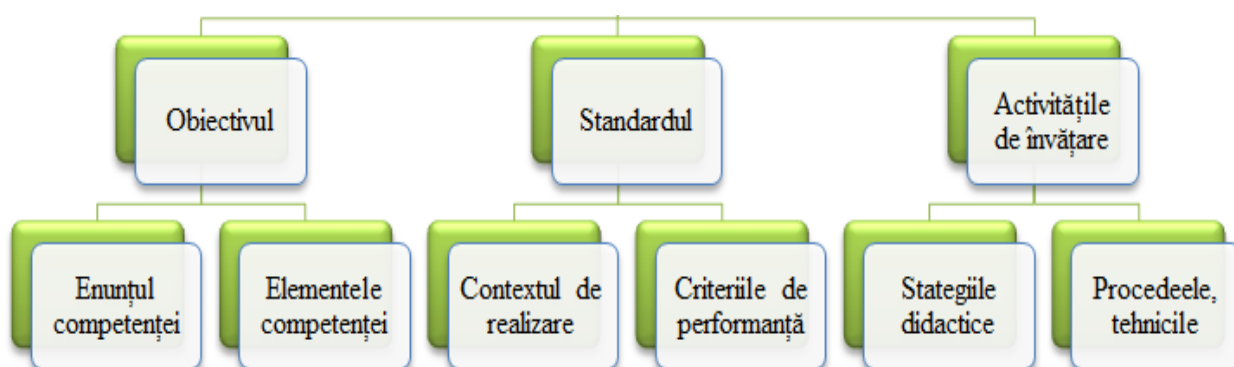 Obiectivul
Standardul
Activitățile
de învățare
Enunțul
competenței
Elementele
competenței
Contextul de
realizare
Criteriile de
performanță
Stategiile
didactice
Procedeele,
tehnicile